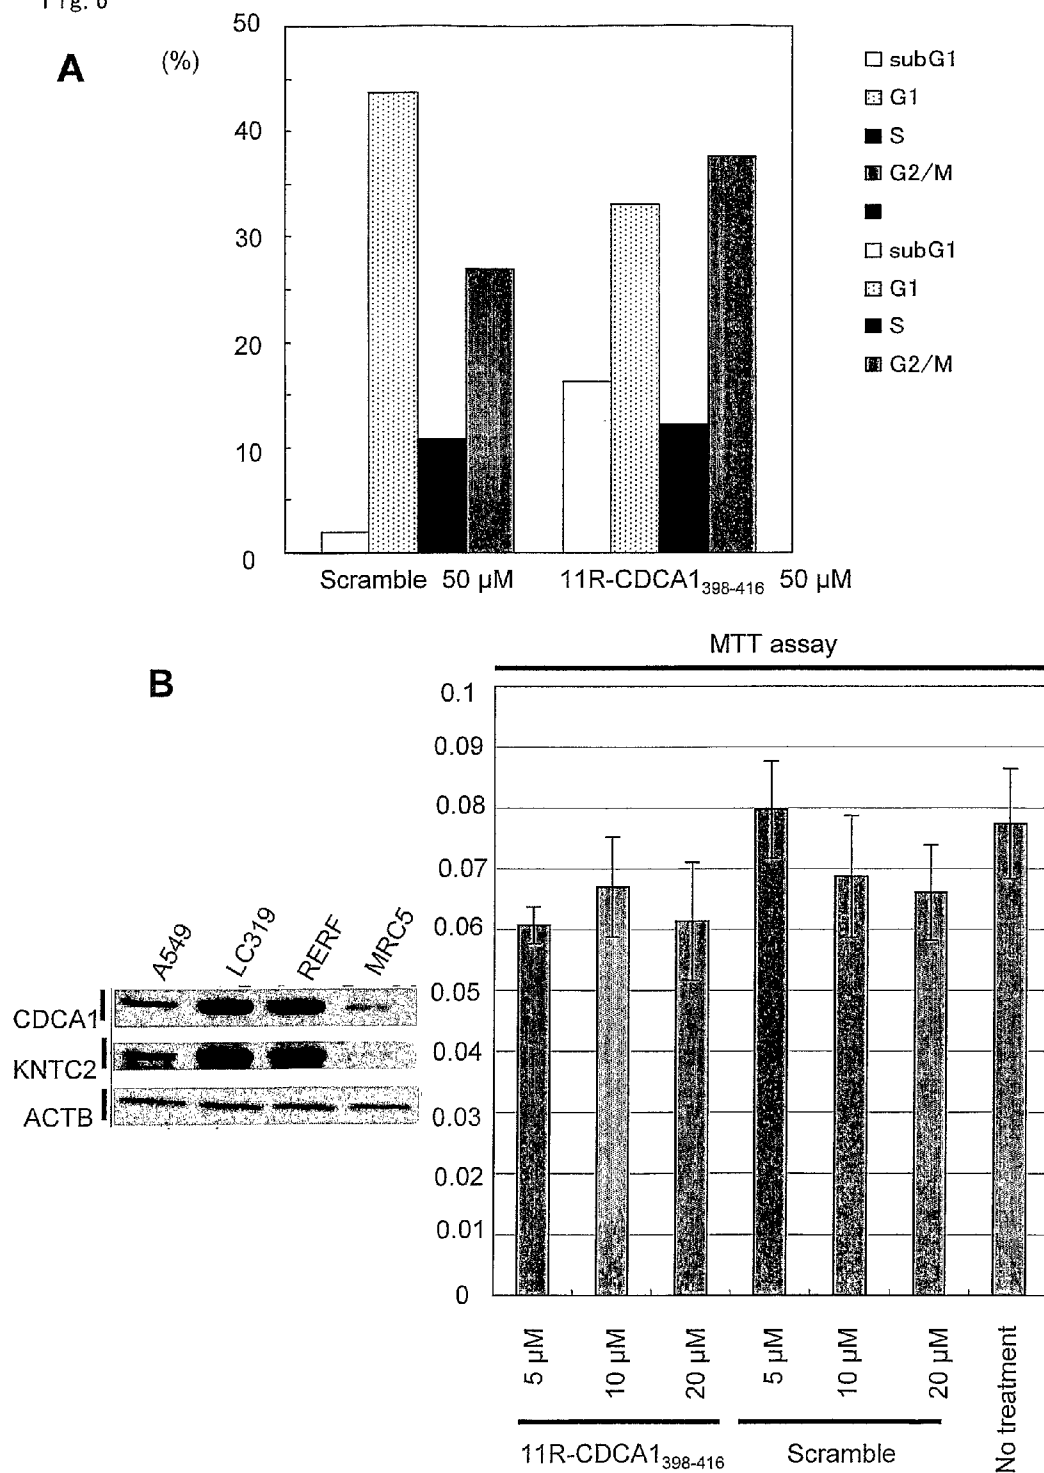 A
(%)
50
40
30
20
10
0
subG1
G1
S
G2/M
subG1
G1
S
G2/M
Scramble 50 μM
11R-CDCA1398-416 50 μM
B
MTT assay
0.1
0.09
0.08
0.07
0.06
0.05
0.04
0.03
0.02
0.01
0
A549
LC319
RERF
MRC5
CDCA1
KNTC2
ACTB
5 μM
10 μM
20 μM
5 μM
10 μM
20 μM
No treatment
11R-CDCA1398-416
Scramble